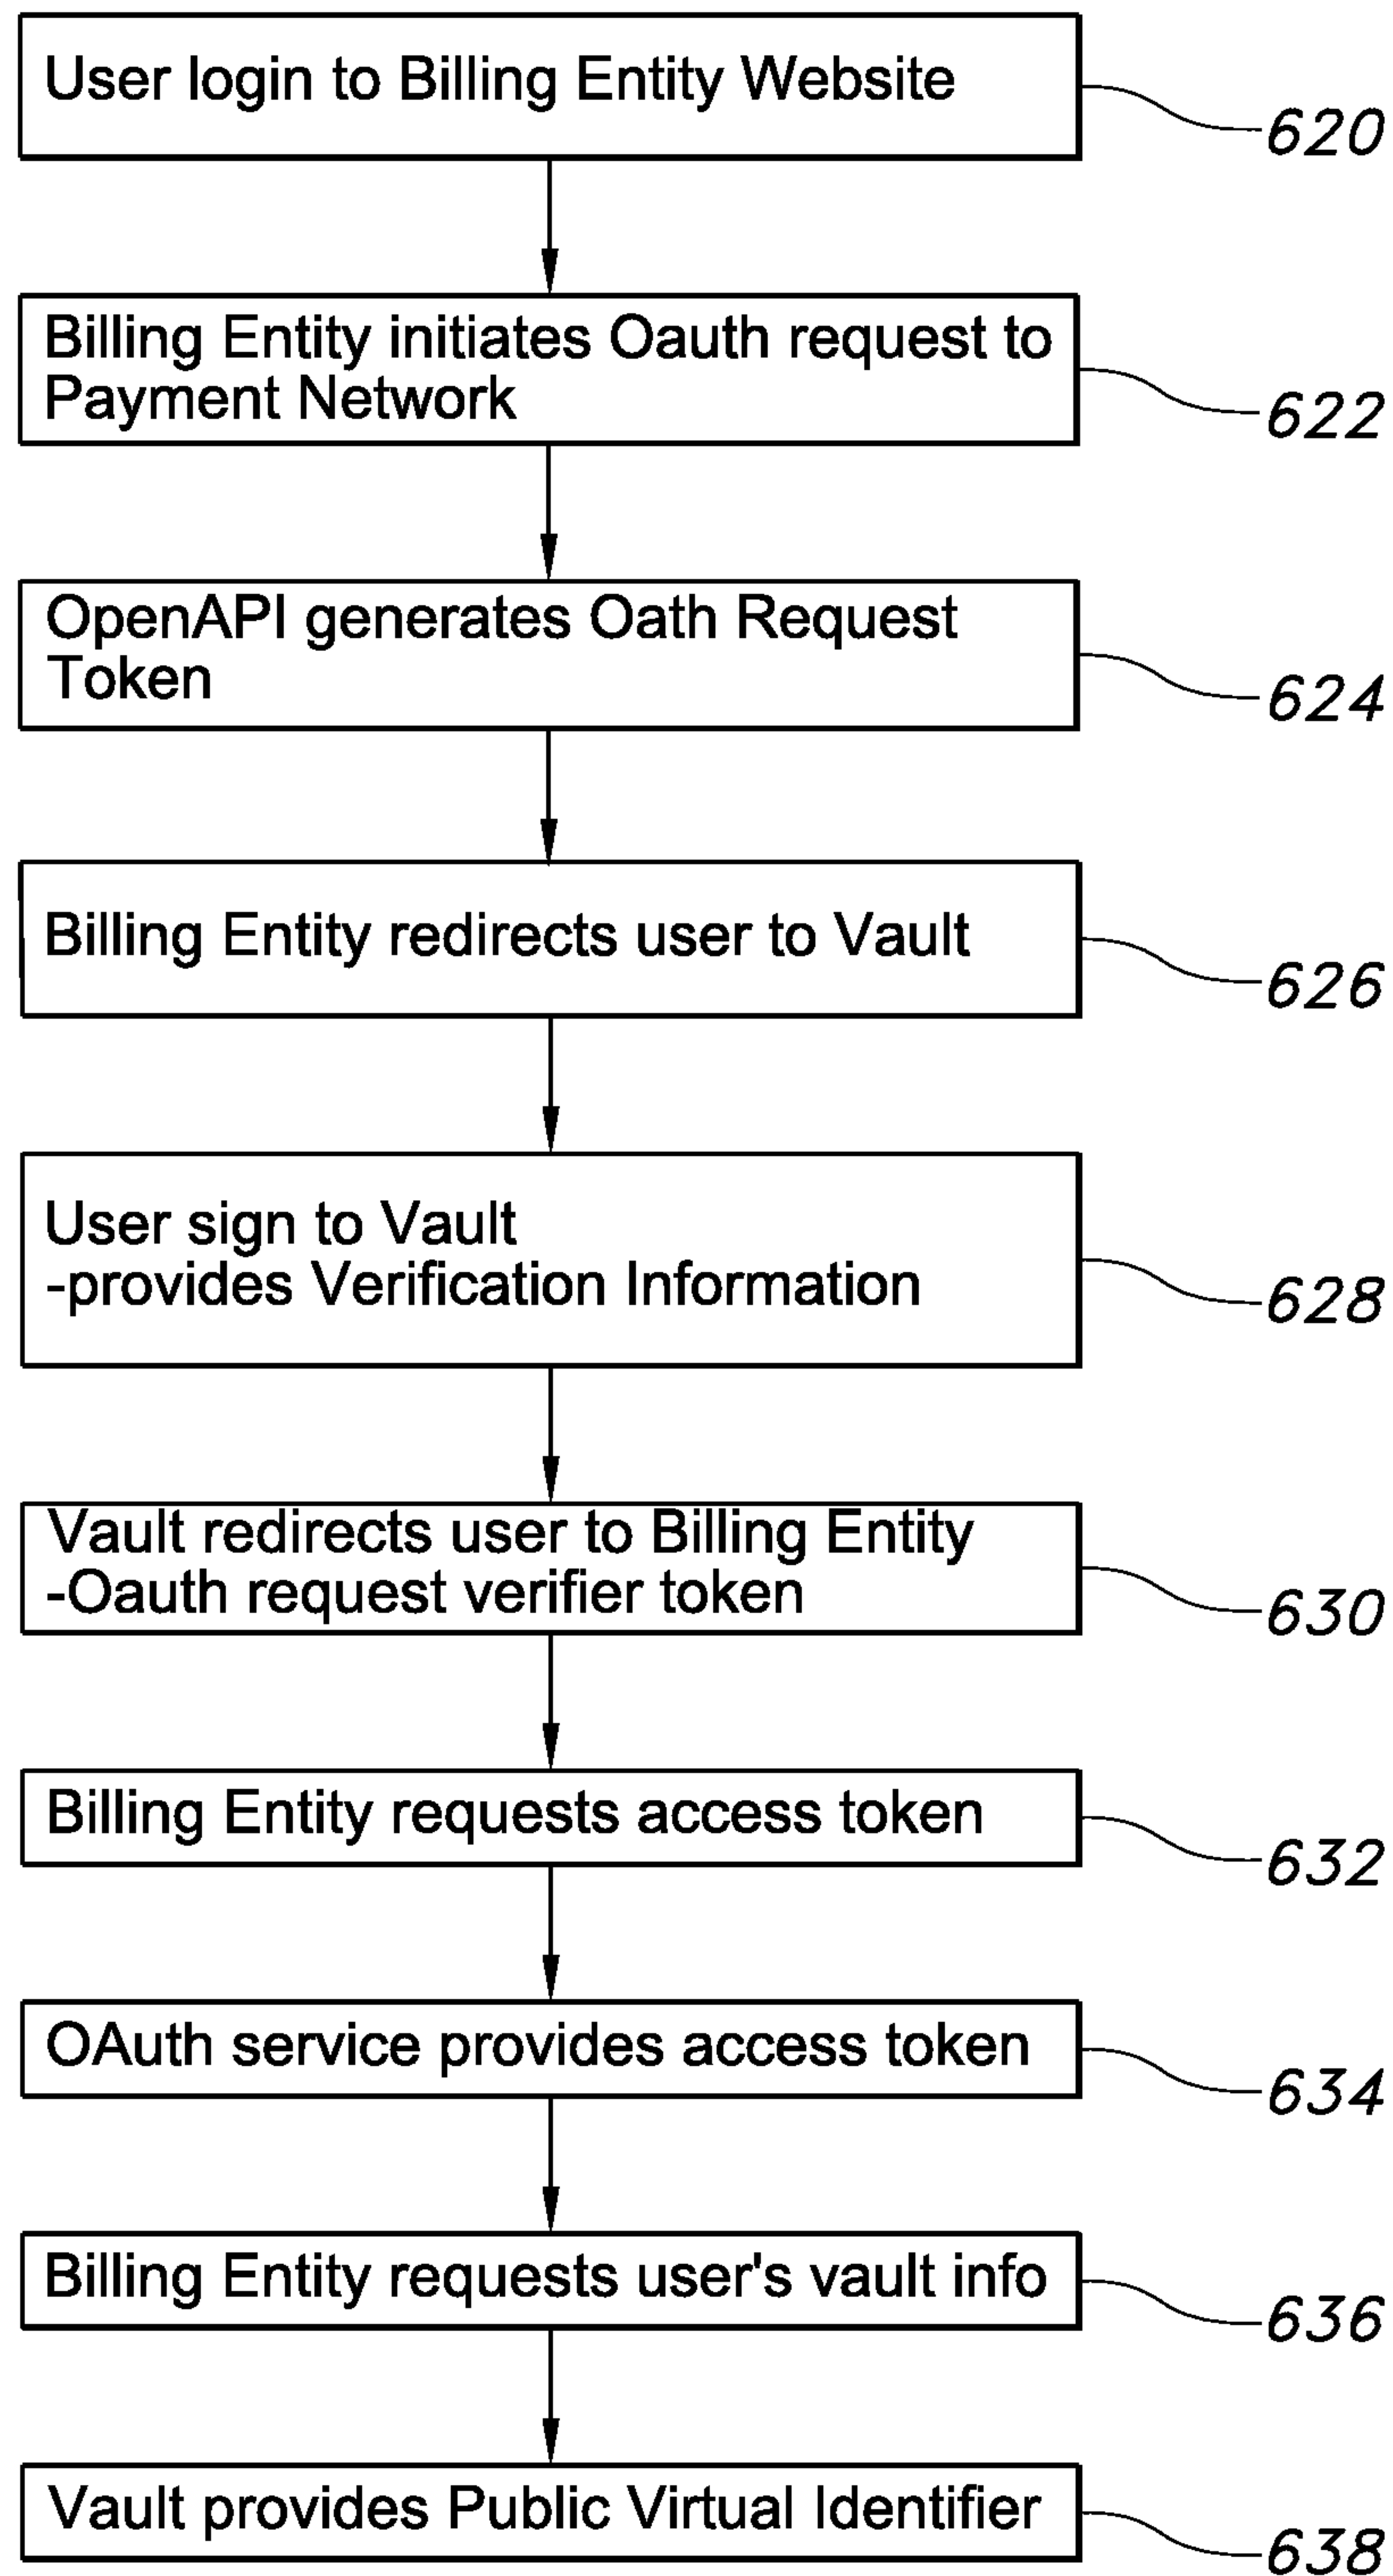 User login to Billing Entity Website
620
Billing Entity initiates Oauth request to
Payment Network
622
OpenAPI generates Oath Request
Token
624
Billing Entity redirects user to Vault
626
User sign to Vault
-provides Verification Information
628
Vault redirects user to Billing Entity
-Oauth request verifier token
630
Billing Entity requests access token
632
OAuth service provides access token
634
Billing Entity requests user's vault info
636
Vault provides Public Virtual Identifier
638